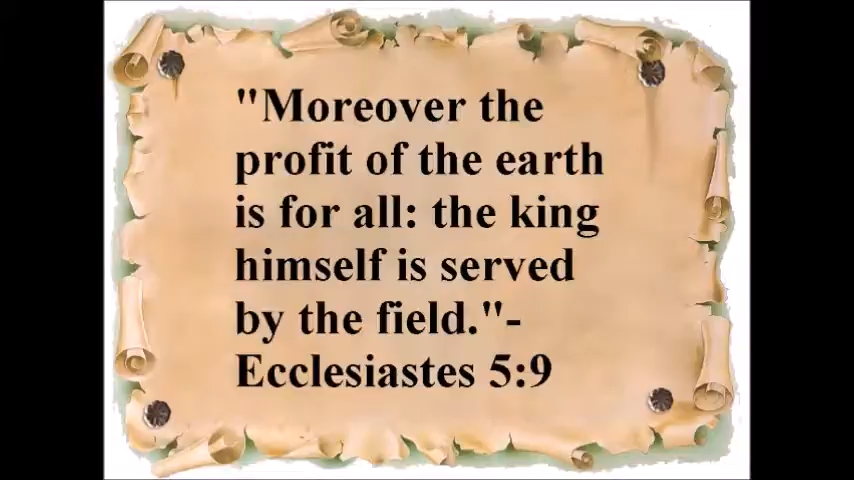 "Moreover the
profit of the earth
is for all: the king
himself is served
by the field."-
Ecclesiastes 5:9